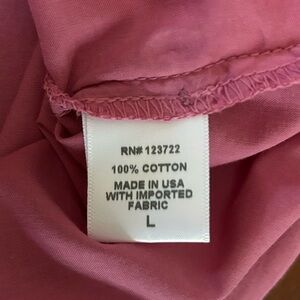 RN# 123722
100% COTTON
MADE IN USA
WITH IMPORTED
FABRIC
L